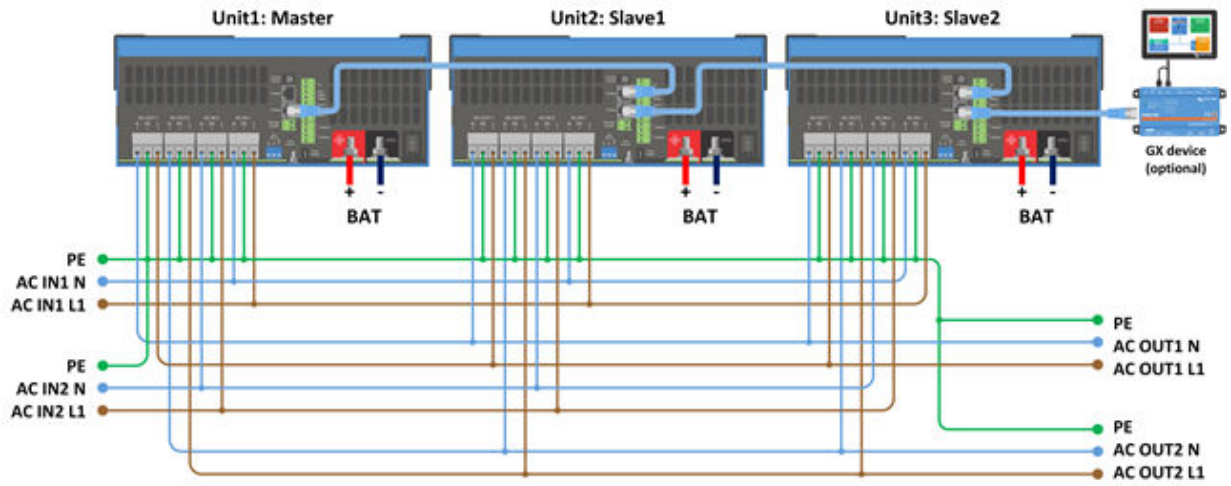 Unit1: Master
Unit2: Slave1
Unit3: Slave2
GX device
(optional)
+ -
BAT
+ -
BAT
+ -
BAT
PE
AC IN1 N
AC IN1 L1
PE
AC IN2 N
AC IN2 L1
PE
AC OUT1 N
AC OUT1 L1
PE
AC OUT2 N
AC OUT2 L1